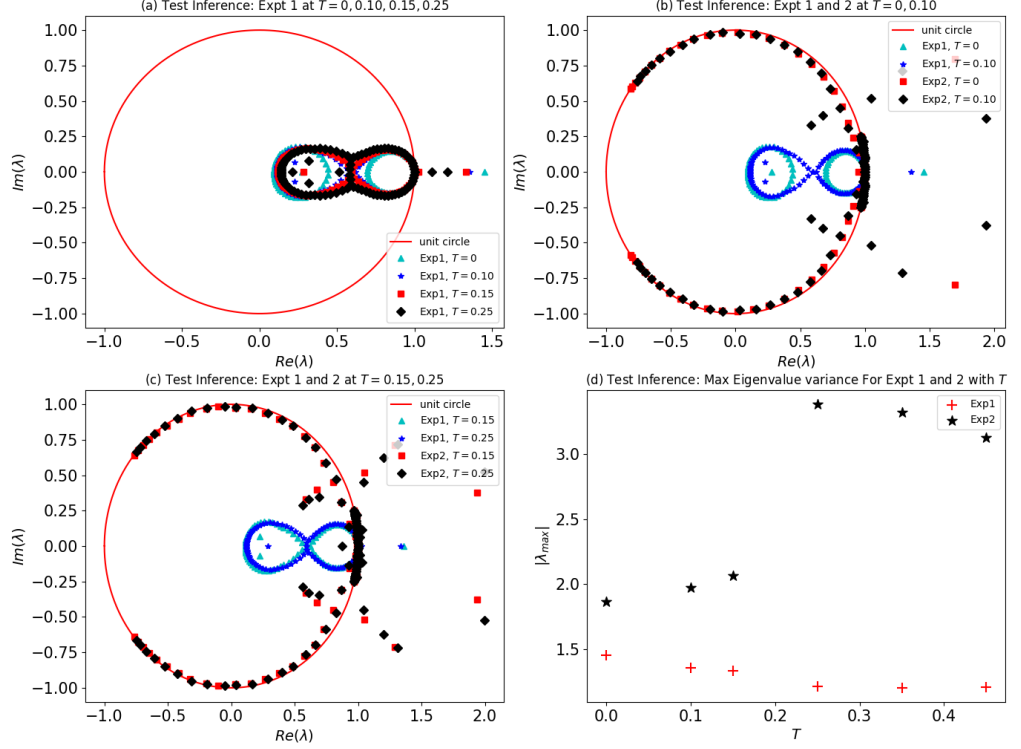 (a) Test Inference: Expt 1 at T = 0, 0.10, 0.15, 0.25
1.00
0.75
0.50
0.25
0.00
−0.25
−0.50
−0.75
−1.00
Im(λ)
unit circle
Exp1, T = 0
Exp1, T = 0.10
Exp1, T = 0.15
Exp1, T = 0.25
−1.0
−0.5
0.0
0.5
1.0
1.5
Re(λ)
(b) Test Inference: Expt 1 and 2 at T = 0, 0.10
1.00
0.75
0.50
0.25
0.00
−0.25
−0.50
−0.75
−1.00
Im(λ)
unit circle
Exp1, T = 0
Exp1, T = 0.10
Exp2, T = 0
Exp2, T = 0.10
−1.0
−0.5
0.0
0.5
1.0
1.5
2.0
Re(λ)
(c) Test Inference: Expt 1 and 2 at T = 0.15, 0.25
1.00
0.75
0.50
0.25
0.00
−0.25
−0.50
−0.75
−1.00
Im(λ)
unit circle
Exp1, T = 0.15
Exp1, T = 0.25
Exp2, T = 0.15
Exp2, T = 0.25
−1.0
−0.5
0.0
0.5
1.0
1.5
2.0
Re(λ)
(d) Test Inference: Max Eigenvalue variance For Expt 1 and 2 with T
3.0
2.5
2.0
1.5
|λmax|
Exp1
Exp2
0.0
0.1
0.2
0.3
0.4
T